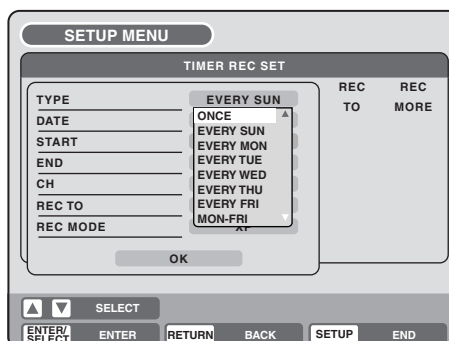 SETUP MENU
TIMER REC SET
REC REC
TO MORE
TYPE EVERY SUN
DATE
START
END
CH
REC TO
REC MODE
ONCE
EVERY SUN
EVERY MON
EVERY TUE
EVERY WED
EVERY THU
EVERY FRI
MON-FRI
XP
OK
SELECT
ENTER/
SELECT ENTER RETURN BACK SETUP END